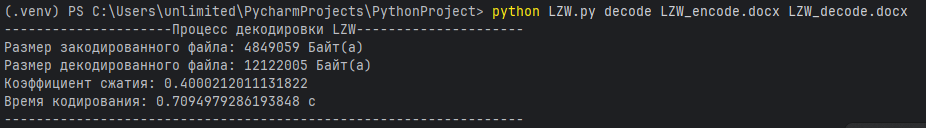 (.venv) PS C:\Users\unlimited\PycharmProjects\PythonProject> python LZW.py decode LZW_encode.docx LZW_decode.docx
---------------------Процесс декодировки LZW---------------------
Размер закодированного файла: 4849059 Байт(а)
Размер декодированного файла: 12122005 Байт(а)
Коэффициент сжатия: 0.4000212011131822
Время кодирования: 0.7094979286193848 с
-----------------------------------------------------------------